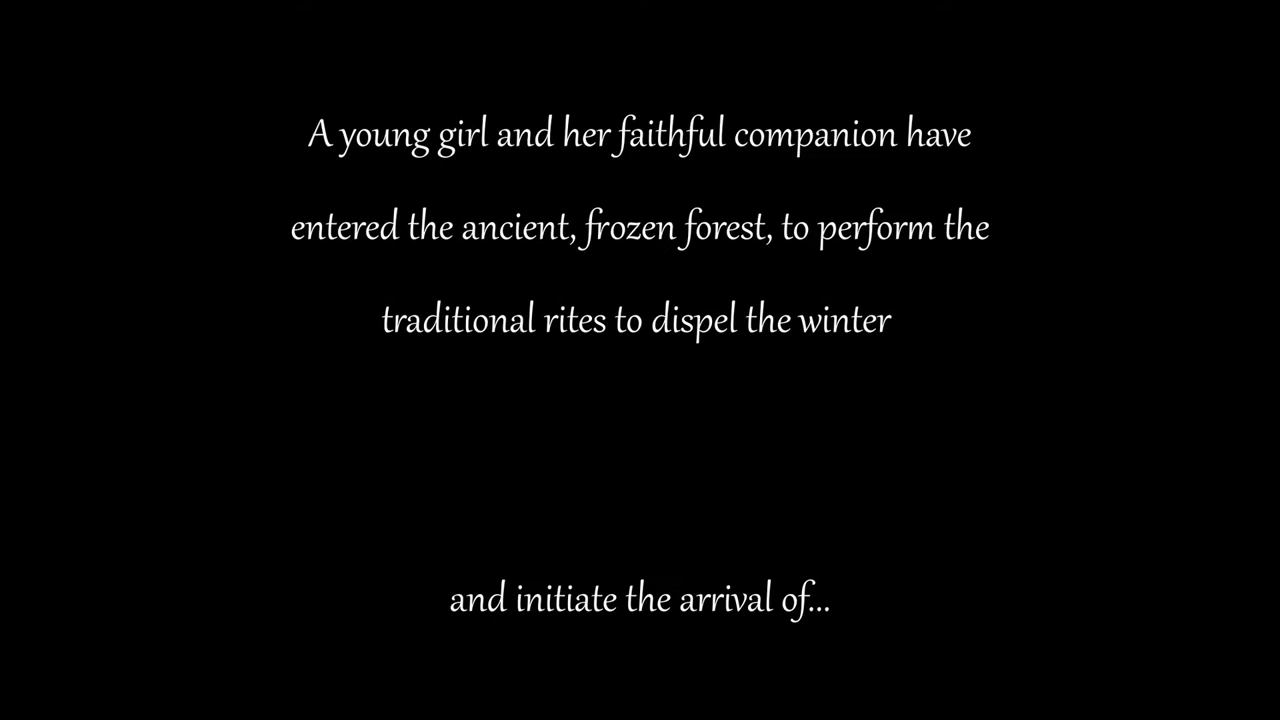 A young girl and her faithful companion have
entered the ancient, frozen forest, to perform the
traditional rites to dispel the winter
and initiate the arrival of...